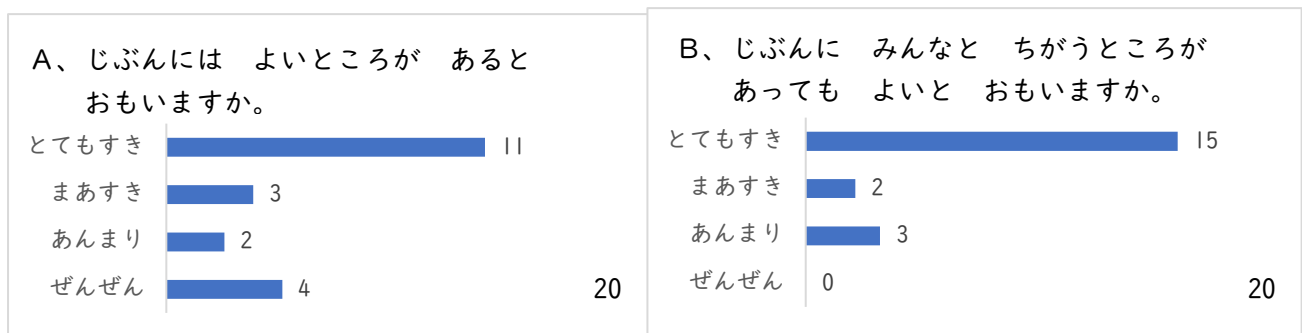 A、じぶんには　よいところが　あると
おもいますか。
とてもすき 11
まあすき 3
あんまり 2
ぜんぜん 4
20
B、じぶんに　みんなと　ちがうところが
あっても　よいと　おもいますか。
とてもすき 15
まあすき 2
あんまり 3
ぜんぜん 0
20